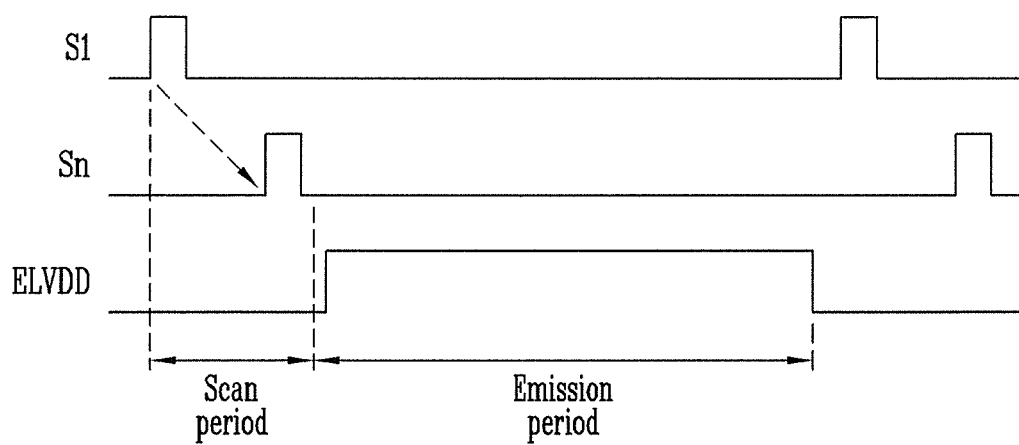 S1
Sn
ELVDD
Scan
period
Emission
period